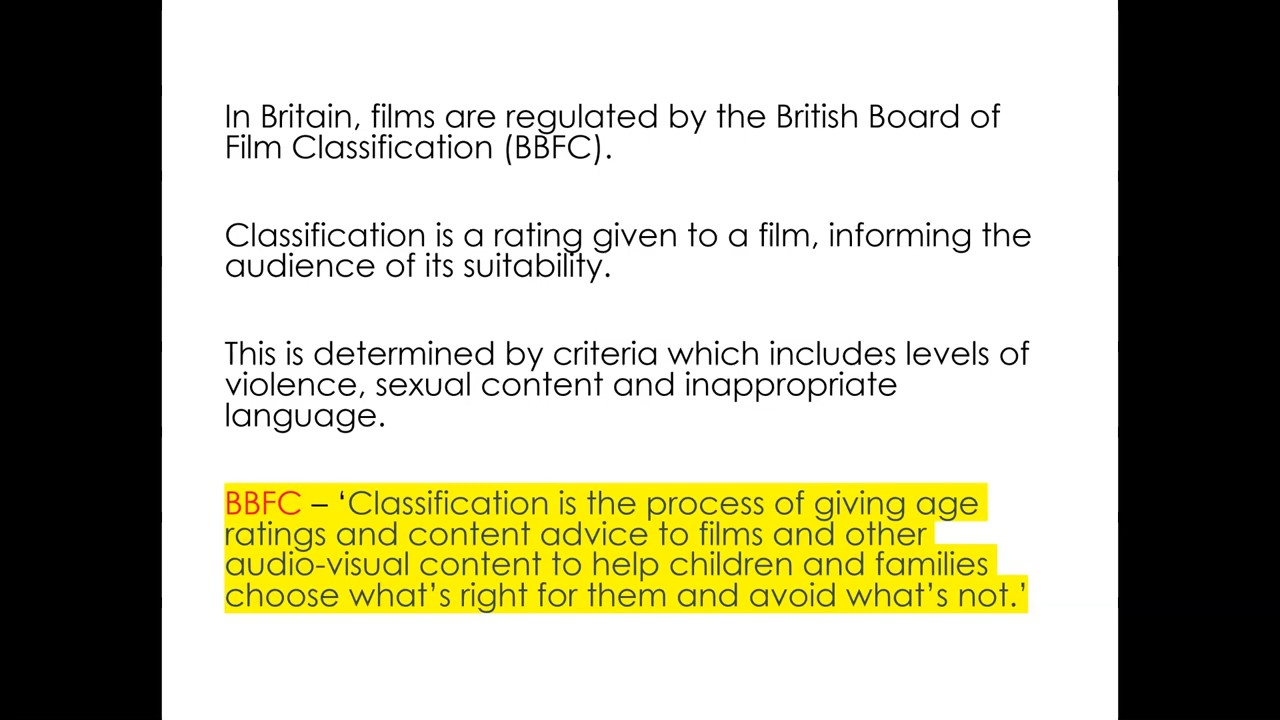 In Britain, films are regulated by the British Board of
Film Classification (BBFC).
Classification is a rating given to a film, informing the
audience of its suitability.
This is determined by criteria which includes levels of
violence, sexual content and inappropriate
language.
BBFC – ‘Classification is the process of giving age
ratings and content advice to films and other
audio-visual content to help children and families
choose what’s right for them and avoid what’s not.’